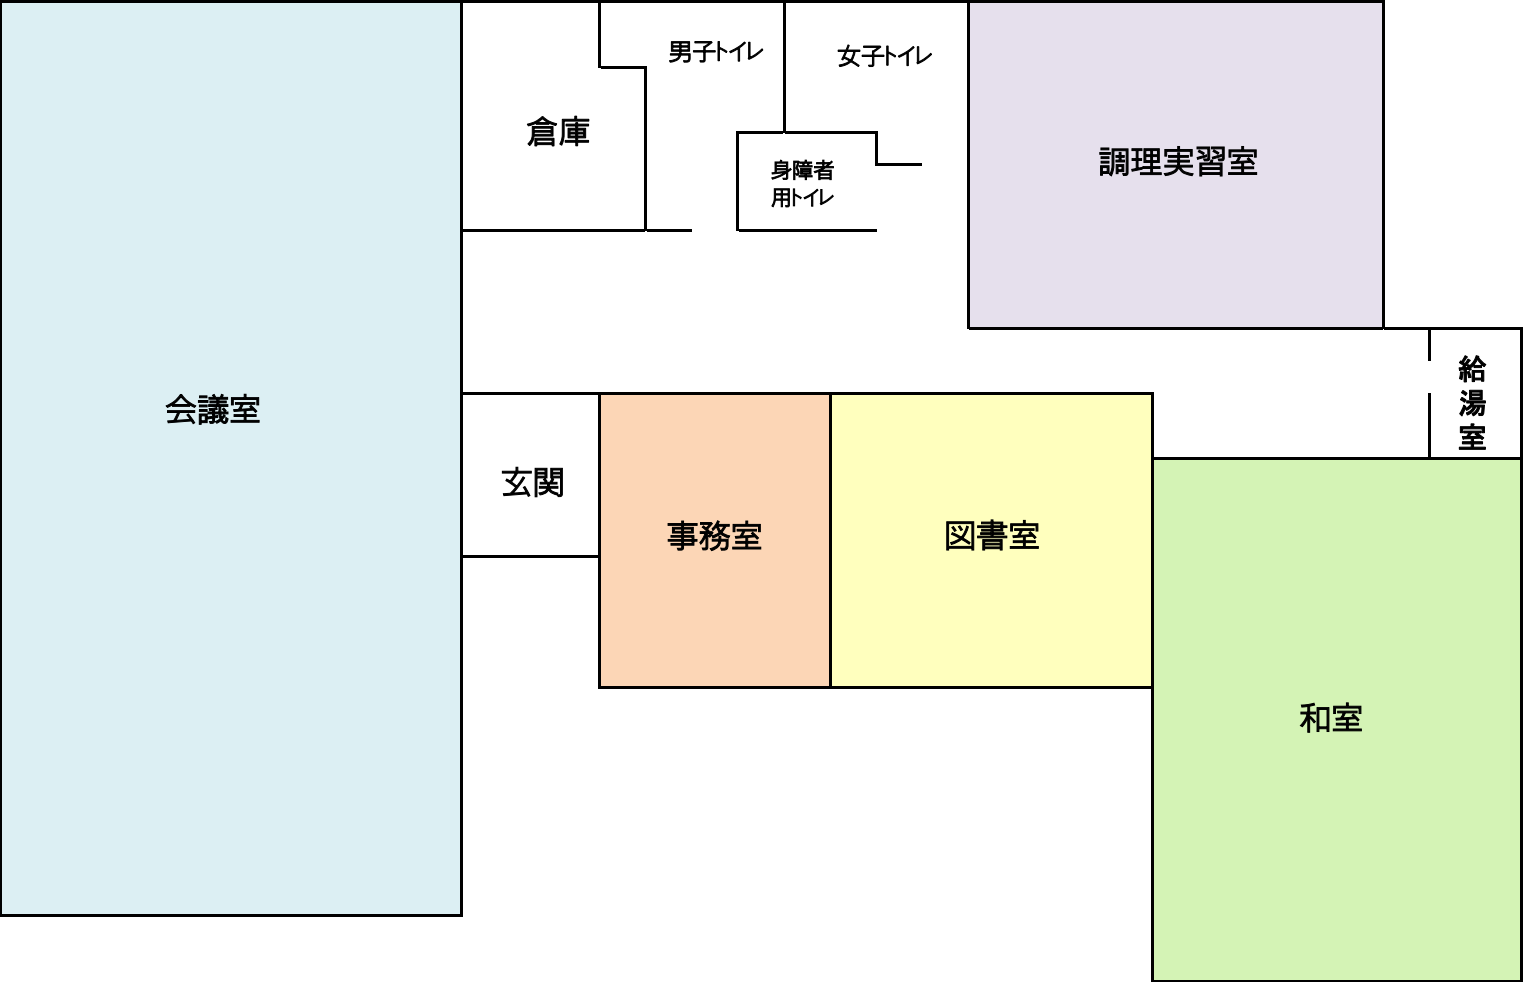 男子トイレ
女子トイレ
倉庫
身障者
用トイレ
調理実習室
会議室
給
湯
室
玄関
事務室
図書室
和室